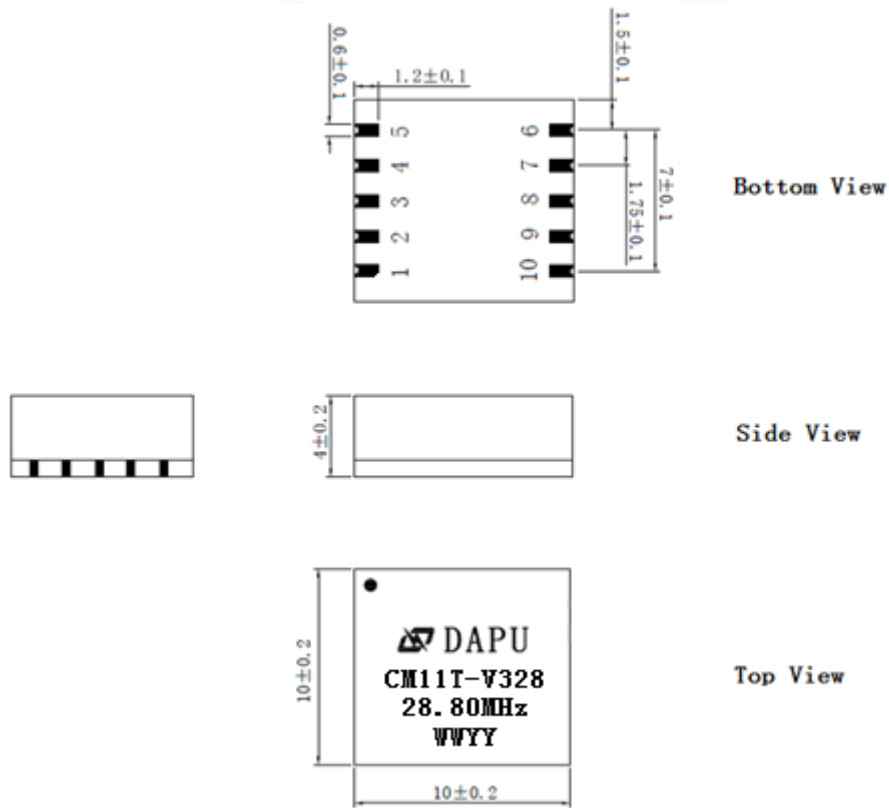 1.5±0.1
0.6±0.1
1.2±0.1
5
6
4
7
3
8
2
9
1
10
1.75±0.1
7±0.1
Bottom View
4±0.2
Side View
10±0.2
DAPU
CM11T-V328
28.80MHz
WWYY
Top View
10±0.2